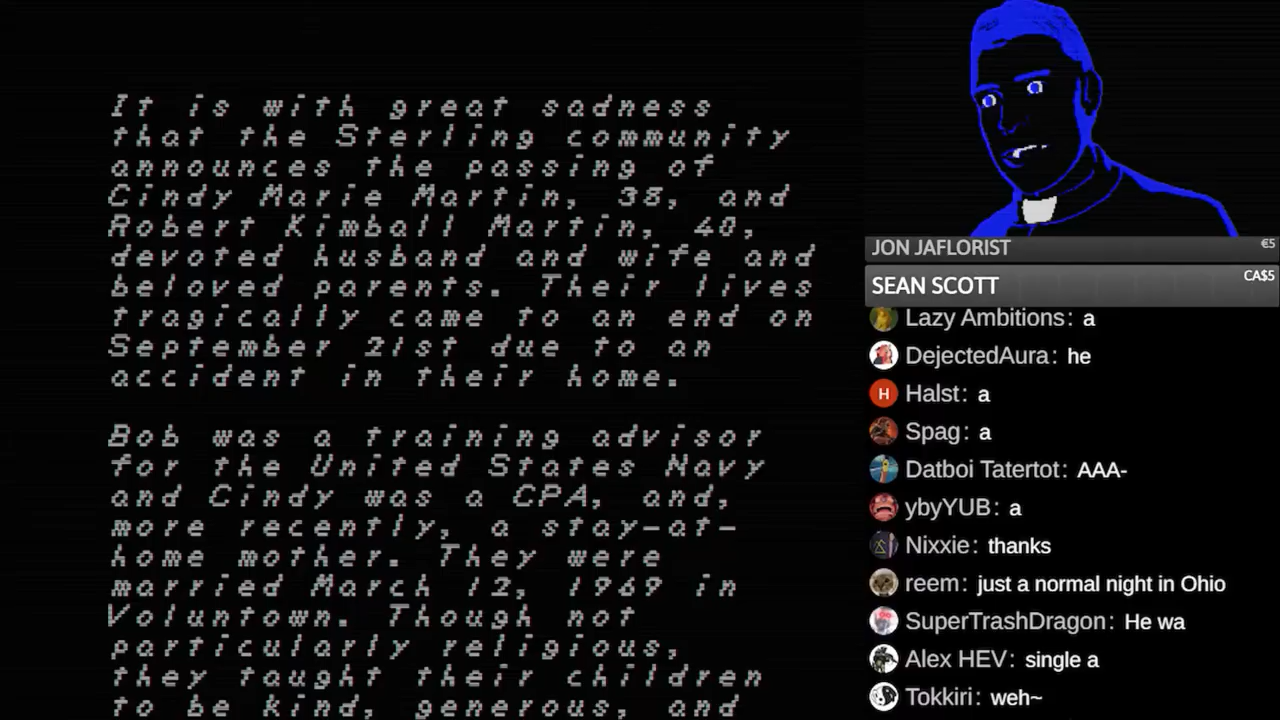 It is with great sadness
that the Sterling community
announces the passing of
Cindy Marie Martin, 38, and
Robert Kimball Martin, 40,
devoted husband and wife and
beloved parents. Their lives
tragically came to an end on
September 21st due to an
accident in their home.
Bob was a training advisor
for the United States Navy
and Cindy was a CPA, and,
more recently, a stay-at-
home mother. They were
married March 12, 1969 in
Voluntown. Though not
particularly religious,
they taught their children
to be kind, generous, and
JON JAFLORIST €5
SEAN SCOTT CA$5
Lazy Ambitions: a
DejectedAura: he
H Halst: a
Spag: a
Datboi Tatertot: AAA-
ybyYUB: a
Nixxie: thanks
reem: just a normal night in Ohio
SuperTrashDragon: He wa
Alex HEV: single a
Tokkiri: weh~